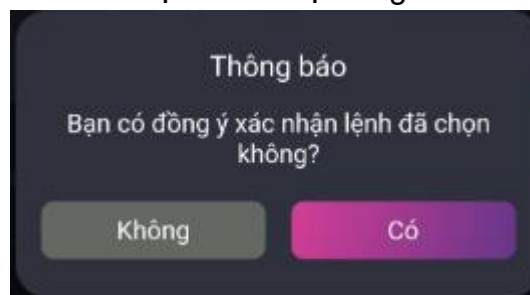 Thông báo
Bạn có đồng ý xác nhận lệnh đã chọn
không?
Không
Có